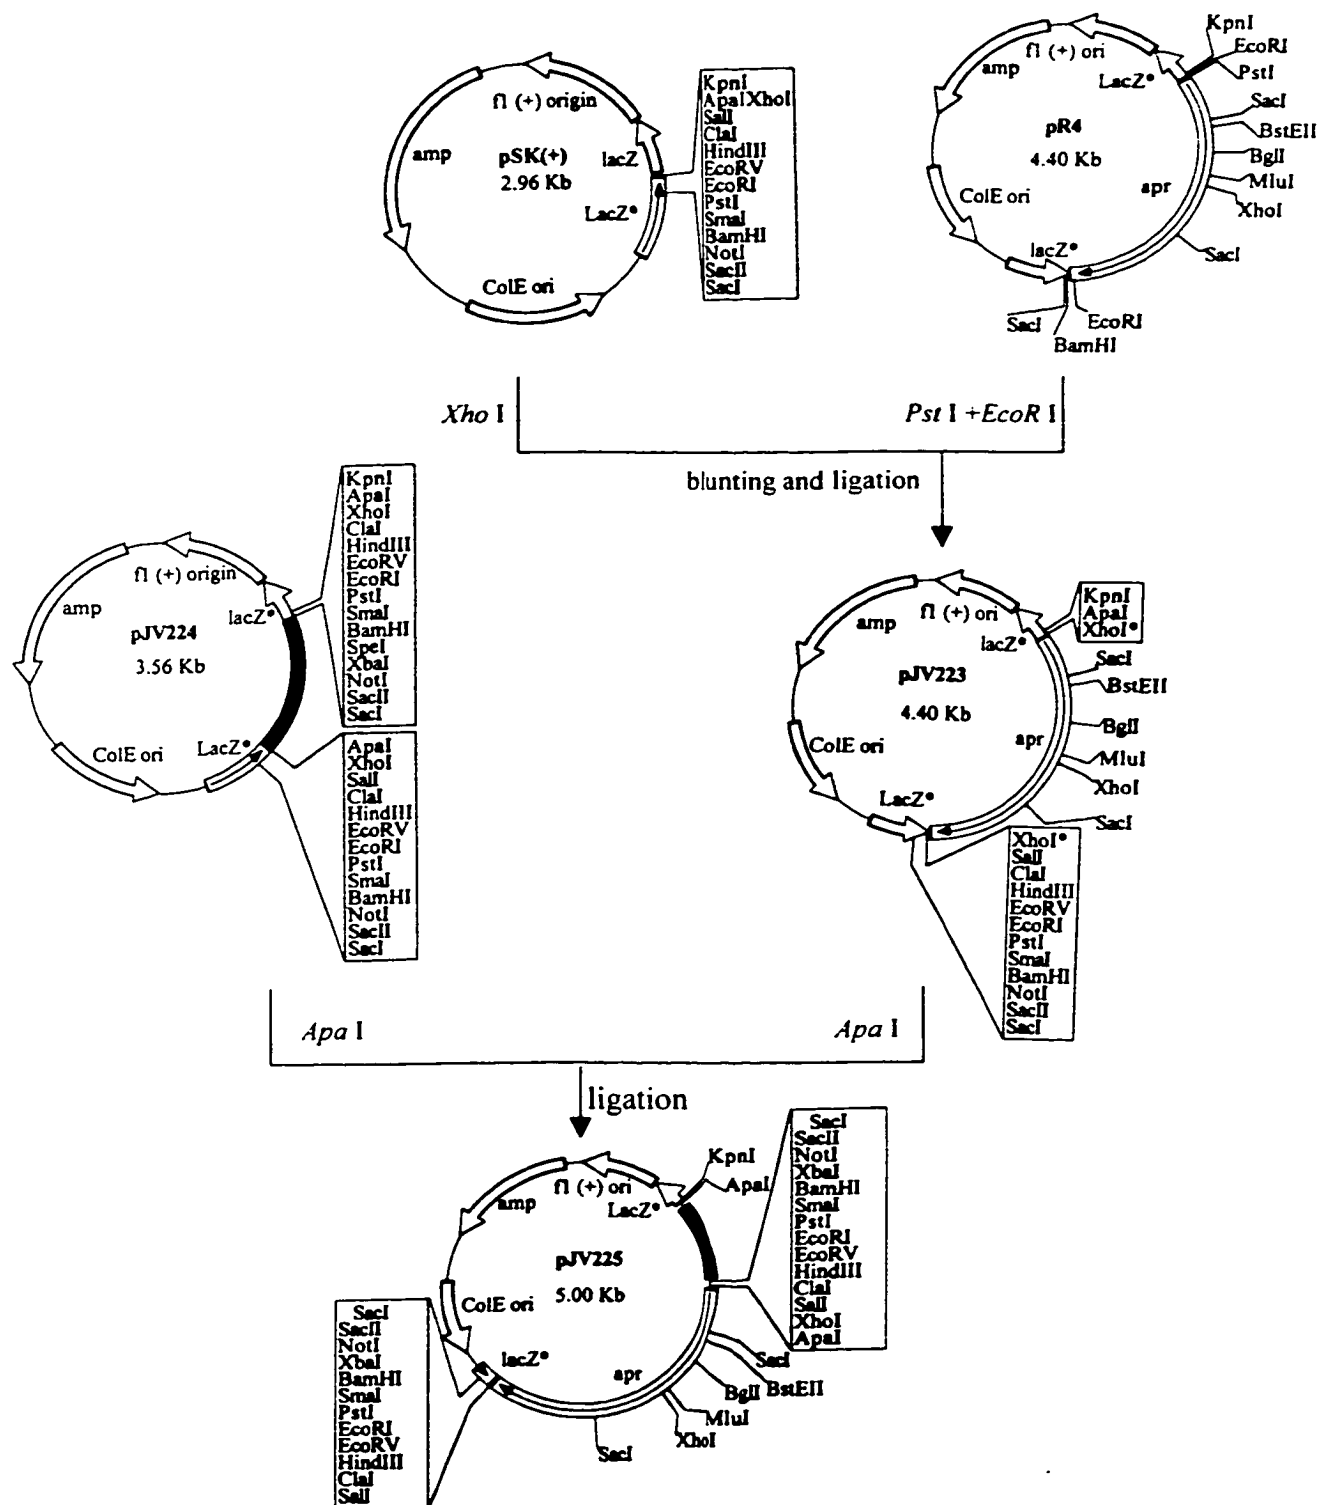 f1 (+) origin
amp
pSK(+)
2.96 Kb
lacZ
LacZ*
ColE ori
KpnI
ApaIXhoI
SalI
ClaI
HindIII
EcoRV
EcoRI
PstI
SmaI
BamHI
NotI
SacII
SacI
f1 (+) ori
amp
LacZ*
pR4
4.40 Kb
apr
ColE ori
lacZ*
KpnI
EcoRI
PstI
SacI
BstEII
BglI
MluI
XhoI
SacI
SacI
EcoRI
BamHI
Xho I
Pst I +EcoR I
blunting and ligation
f1 (+) origin
amp
lacZ*
pJV224
3.56 Kb
ColE ori
LacZ*
KpnI
ApaI
XhoI
ClaI
HindIII
EcoRV
EcoRI
PstI
SmaI
BamHI
SpeI
XbaI
NotI
SacII
SacI
ApaI
XhoI
SalI
ClaI
HindIII
EcoRV
EcoRI
PstI
SmaI
BamHI
NotI
SacII
SacI
f1 (+) ori
amp
lacZ*
pJV223
4.40 Kb
apr
ColE ori
LacZ*
KpnI
ApaI
XhoI*
SacI
BstEII
BglI
MluI
XhoI
SacI
XhoI*
SalI
ClaI
HindIII
EcoRV
EcoRI
PstI
SmaI
BamHI
NotI
SacII
SacI
Apa I
Apa I
ligation
f1 (+) ori
amp
LacZ*
pJV225
5.00 Kb
ColE ori
lacZ*
apr
KpnI
ApaI
SacI
SacII
NotI
XbaI
BamHI
SmaI
PstI
EcoRI
EcoRV
HindIII
ClaI
SalI
XhoI
ApaI
SacI
BstEII
BglI
MluI
XhoI
SacI
SacI
SacII
NotI
XbaI
BamHI
SmaI
PstI
EcoRI
EcoRV
HindIII
ClaI
SalI